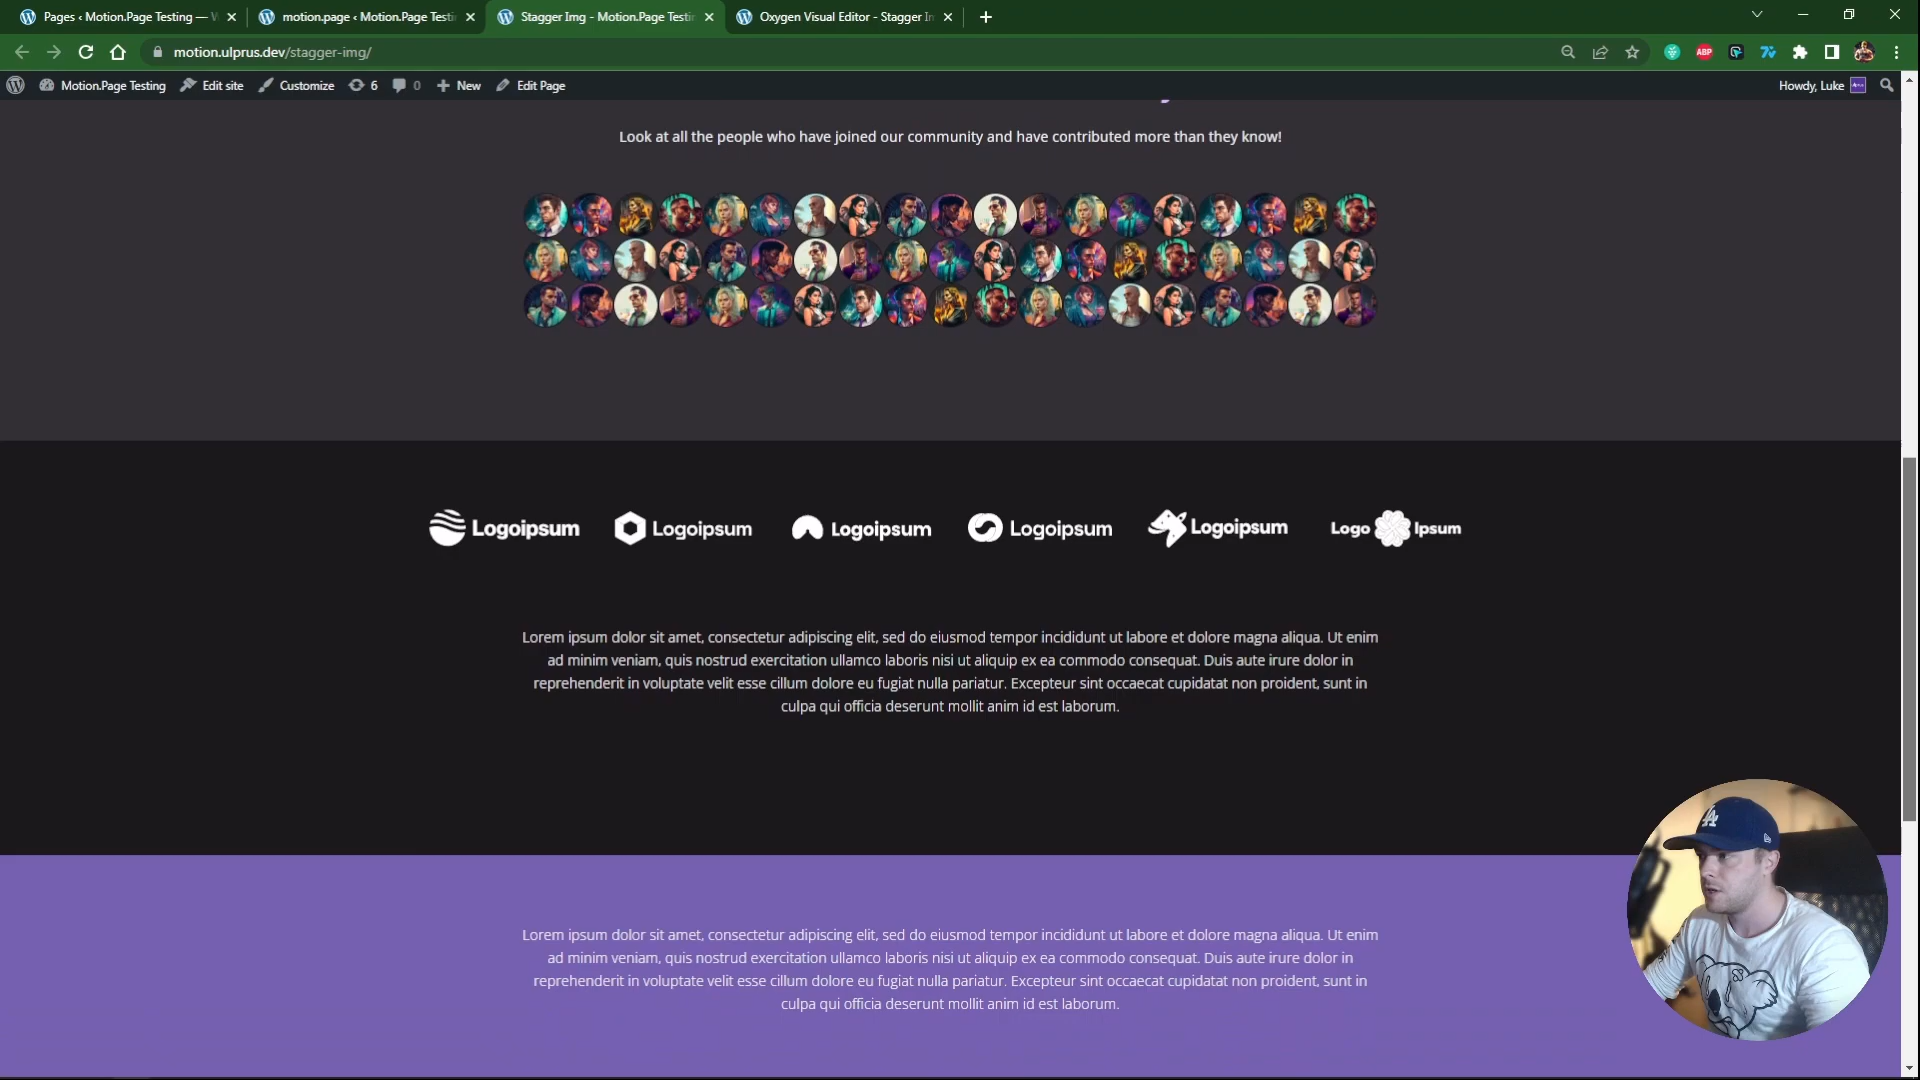 Pages ‹ Motion.Page Testing —
motion.page ‹ Motion.Page Testi
Stagger Img - Motion.Page Testin
Oxygen Visual Editor - Stagger I
motion.ulprus.dev/stagger-img/
ABP
Motion.Page Testing
Edit site
Customize
6
0
New
Edit Page
Howdy, Luke
Look at all the people who have joined our community and have contributed more than they know!
Logoipsum
Logoipsum
Logoipsum
Logoipsum
Logoipsum
Logo Ipsum
Lorem ipsum dolor sit amet, consectetur adipiscing elit, sed do eiusmod tempor incididunt ut labore et dolore magna aliqua. Ut enim
ad minim veniam, quis nostrud exercitation ullamco laboris nisi ut aliquip ex ea commodo consequat. Duis aute irure dolor in
reprehenderit in voluptate velit esse cillum dolore eu fugiat nulla pariatur. Excepteur sint occaecat cupidatat non proident, sunt in
culpa qui officia deserunt mollit anim id est laborum.
Lorem ipsum dolor sit amet, consectetur adipiscing elit, sed do eiusmod tempor incididunt ut labore et dolore magna aliqua. Ut enim
ad minim veniam, quis nostrud exercitation ullamco laboris nisi ut aliquip ex ea commodo consequat. Duis aute irure dolor in
reprehenderit in voluptate velit esse cillum dolore eu fugiat nulla pariatur. Excepteur sint occaecat cupidatat non proident, sunt in
culpa qui officia deserunt mollit anim id est laborum.
LA